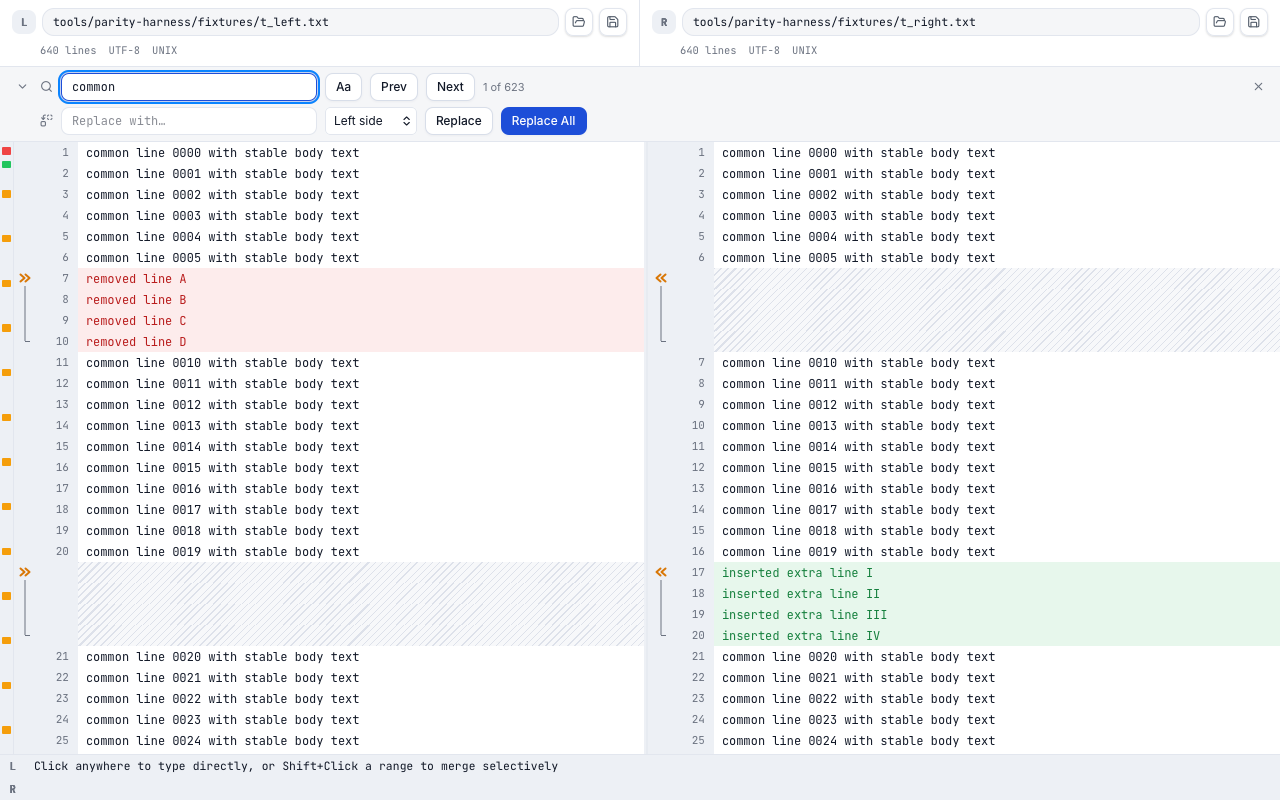 L tools/parity-harness/fixtures/t_left.txt
640 lines UTF-8 UNIX
R tools/parity-harness/fixtures/t_right.txt
640 lines UTF-8 UNIX
common Aa Prev Next 1 of 623
Replace with… Left side Replace Replace All
1 common line 0000 with stable body text
2 common line 0001 with stable body text
3 common line 0002 with stable body text
4 common line 0003 with stable body text
5 common line 0004 with stable body text
6 common line 0005 with stable body text
7 removed line A
8 removed line B
9 removed line C
10 removed line D
11 common line 0010 with stable body text
12 common line 0011 with stable body text
13 common line 0012 with stable body text
14 common line 0013 with stable body text
15 common line 0014 with stable body text
16 common line 0015 with stable body text
17 common line 0016 with stable body text
18 common line 0017 with stable body text
19 common line 0018 with stable body text
20 common line 0019 with stable body text
21 common line 0020 with stable body text
22 common line 0021 with stable body text
23 common line 0022 with stable body text
24 common line 0023 with stable body text
25 common line 0024 with stable body text
1 common line 0000 with stable body text
2 common line 0001 with stable body text
3 common line 0002 with stable body text
4 common line 0003 with stable body text
5 common line 0004 with stable body text
6 common line 0005 with stable body text
7 common line 0010 with stable body text
8 common line 0011 with stable body text
9 common line 0012 with stable body text
10 common line 0013 with stable body text
11 common line 0014 with stable body text
12 common line 0015 with stable body text
13 common line 0016 with stable body text
14 common line 0017 with stable body text
15 common line 0018 with stable body text
16 common line 0019 with stable body text
17 inserted extra line I
18 inserted extra line II
19 inserted extra line III
20 inserted extra line IV
21 common line 0020 with stable body text
22 common line 0021 with stable body text
23 common line 0022 with stable body text
24 common line 0023 with stable body text
25 common line 0024 with stable body text
L Click anywhere to type directly, or Shift+Click a range to merge selectively
R